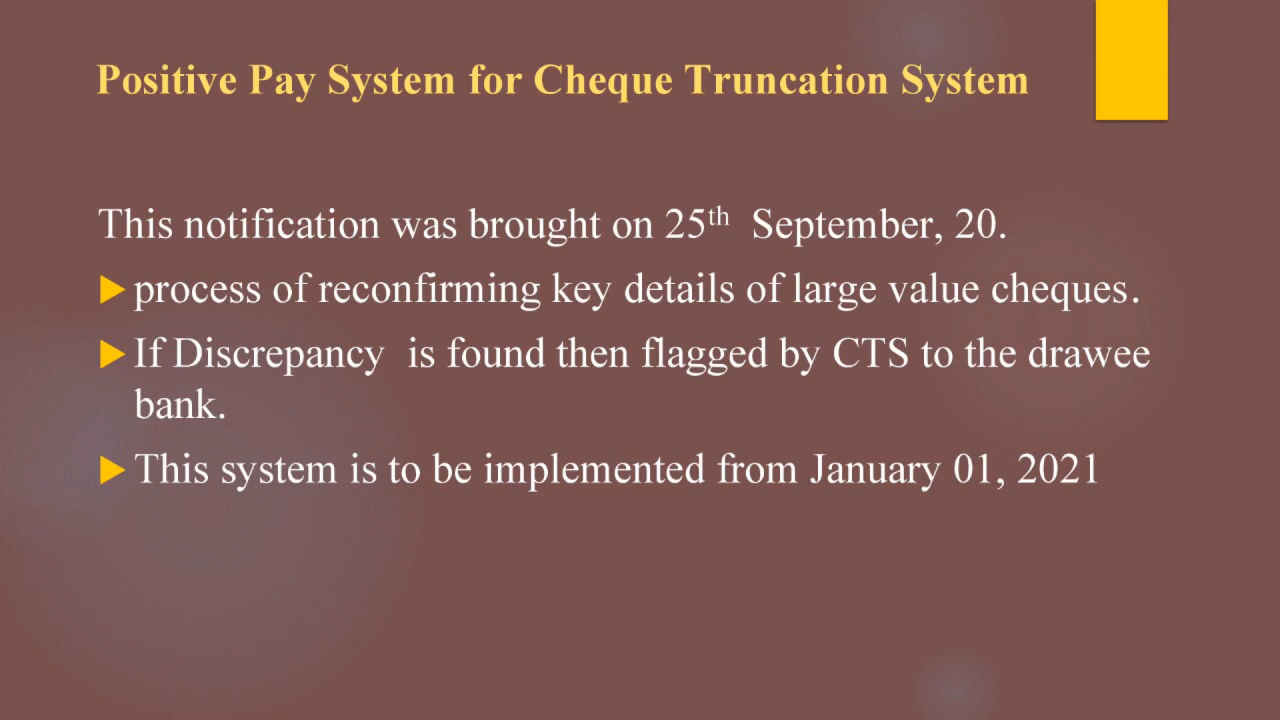 Positive Pay System for Cheque Truncation System
This notification was brought on 25th September, 20.
process of reconfirming key details of large value cheques.
If Discrepancy is found then flagged by CTS to the drawee
bank.
This system is to be implemented from January 01, 2021